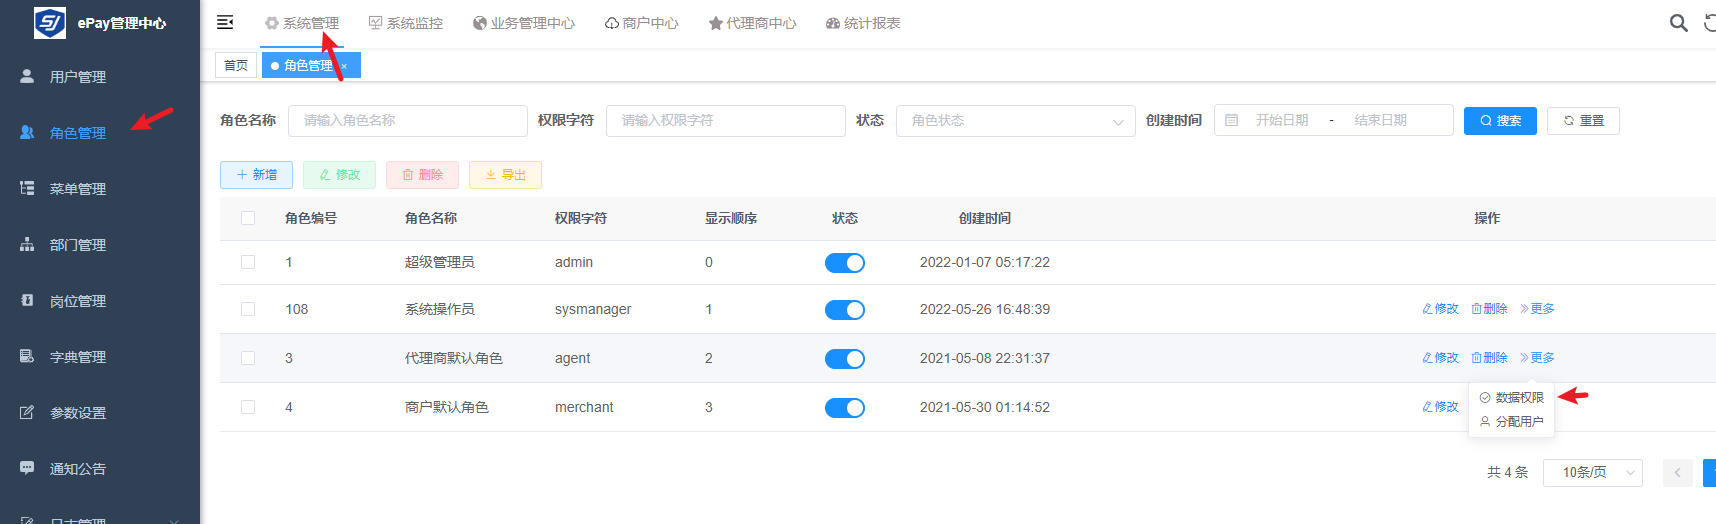 ePay管理中心
用户管理
角色管理
菜单管理
部门管理
岗位管理
字典管理
参数设置
通知公告
日志管理
系统管理 系统监控 业务管理中心 商户中心 代理商中心 统计报表
首页 角色管理 ×
角色名称 请输入角色名称 权限字符 请输入权限字符 状态 角色状态 创建时间 开始日期 - 结束日期 搜索 重置
新增 修改 删除 导出
角色编号 角色名称 权限字符 显示顺序 状态 创建时间 操作
1 超级管理员 admin 0 2022-01-07 05:17:22
108 系统操作员 sysmanager 1 2022-05-26 16:48:39 修改 删除 更多
3 代理商默认角色 agent 2 2021-05-08 22:31:37 修改 删除 更多
4 商户默认角色 merchant 3 2021-05-30 01:14:52 修改
数据权限
分配用户
共 4 条 10条/页